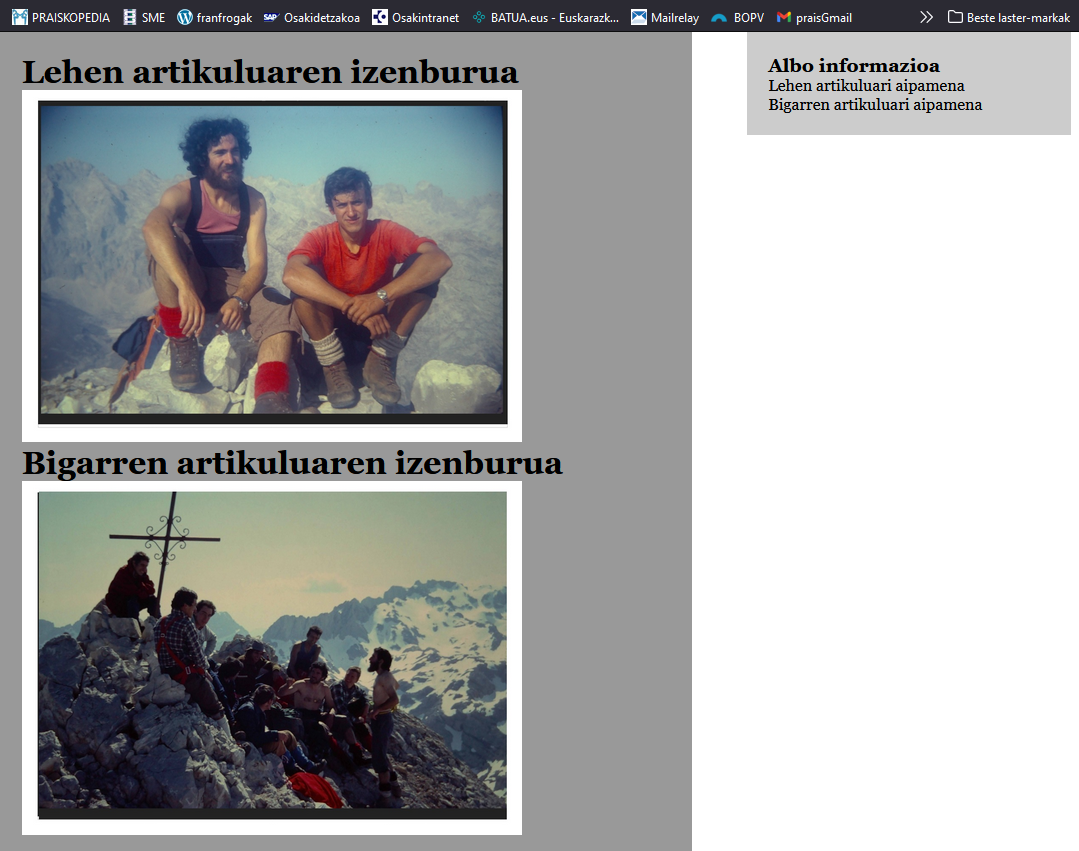 PRAISKOPEDIA SME franfrogak SAP Osakidetzakoa Osakintranet BATUA.eus - Euskarazk... Mailrelay BOPV praisGmail Beste laster-markak
Lehen artikuluaren izenburua
Albo informazioa
Lehen artikuluari aipamena
Bigarren artikuluari aipamena
Bigarren artikuluaren izenburua